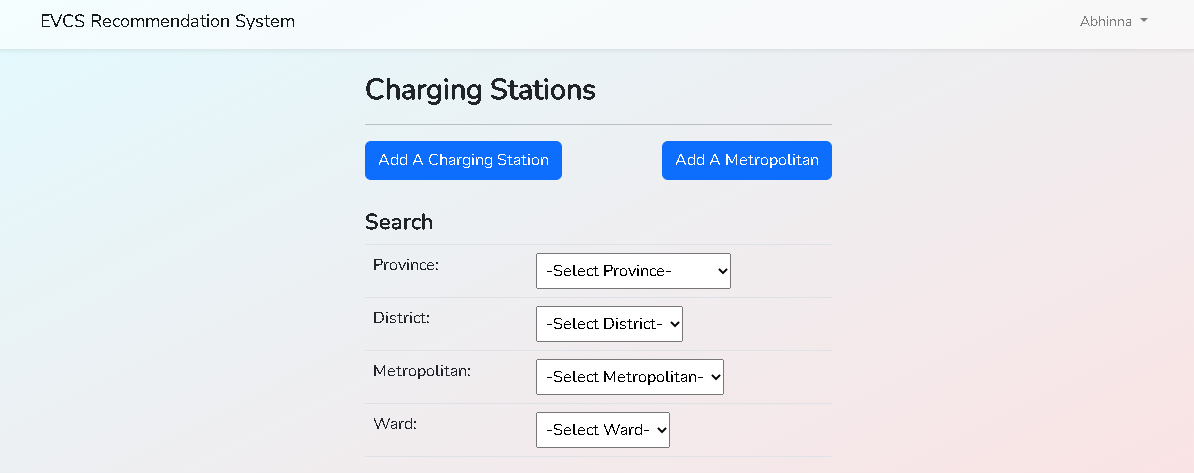 EVCS Recommendation System
Abhinna
Charging Stations
Add A Charging Station
Add A Metropolitan
Search
Province:
-Select Province-
District:
-Select District-
Metropolitan:
-Select Metropolitan-
Ward:
-Select Ward-